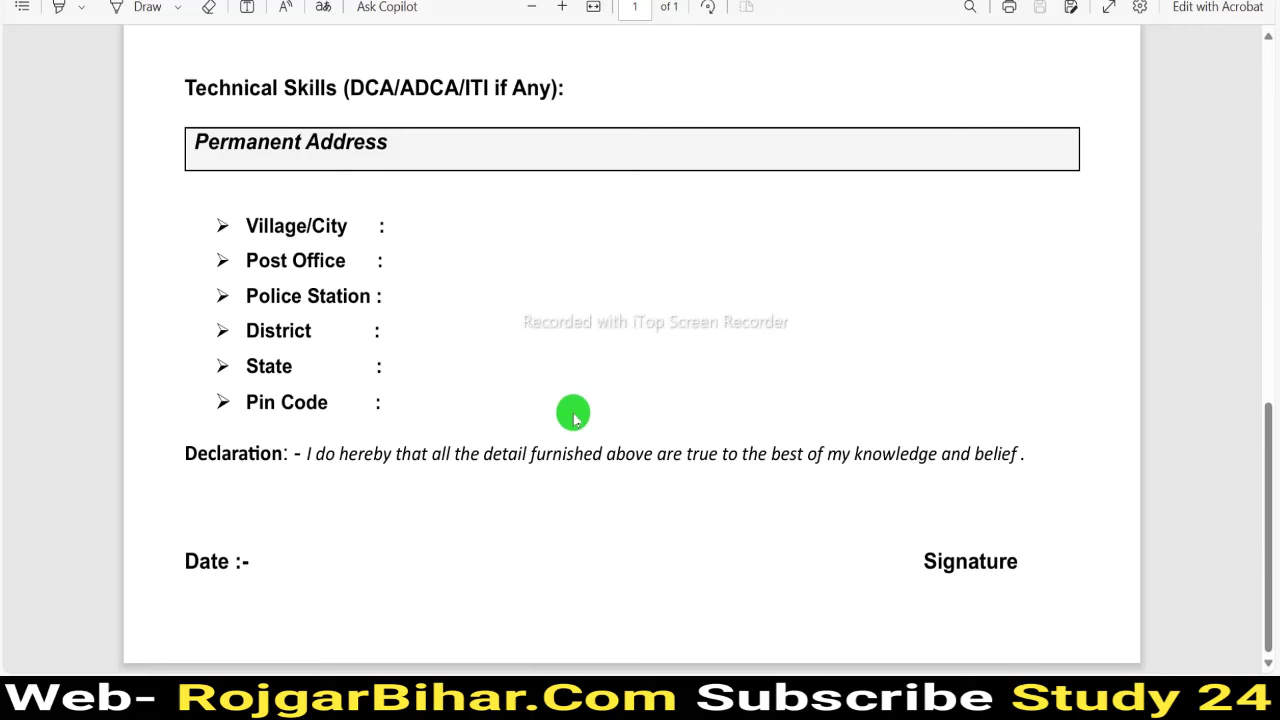 Draw Ask Copilot 1 of 1 Edit with Acrobat
Technical Skills (DCA/ADCA/ITI if Any):
Permanent Address
Village/City :
Post Office :
Police Station :
District :
State :
Pin Code :
Recorded with iTop Screen Recorder
Declaration: - I do hereby that all the detail furnished above are true to the best of my knowledge and belief .
Date :- Signature
Web- RojgarBihar.Com Subscribe Study 24